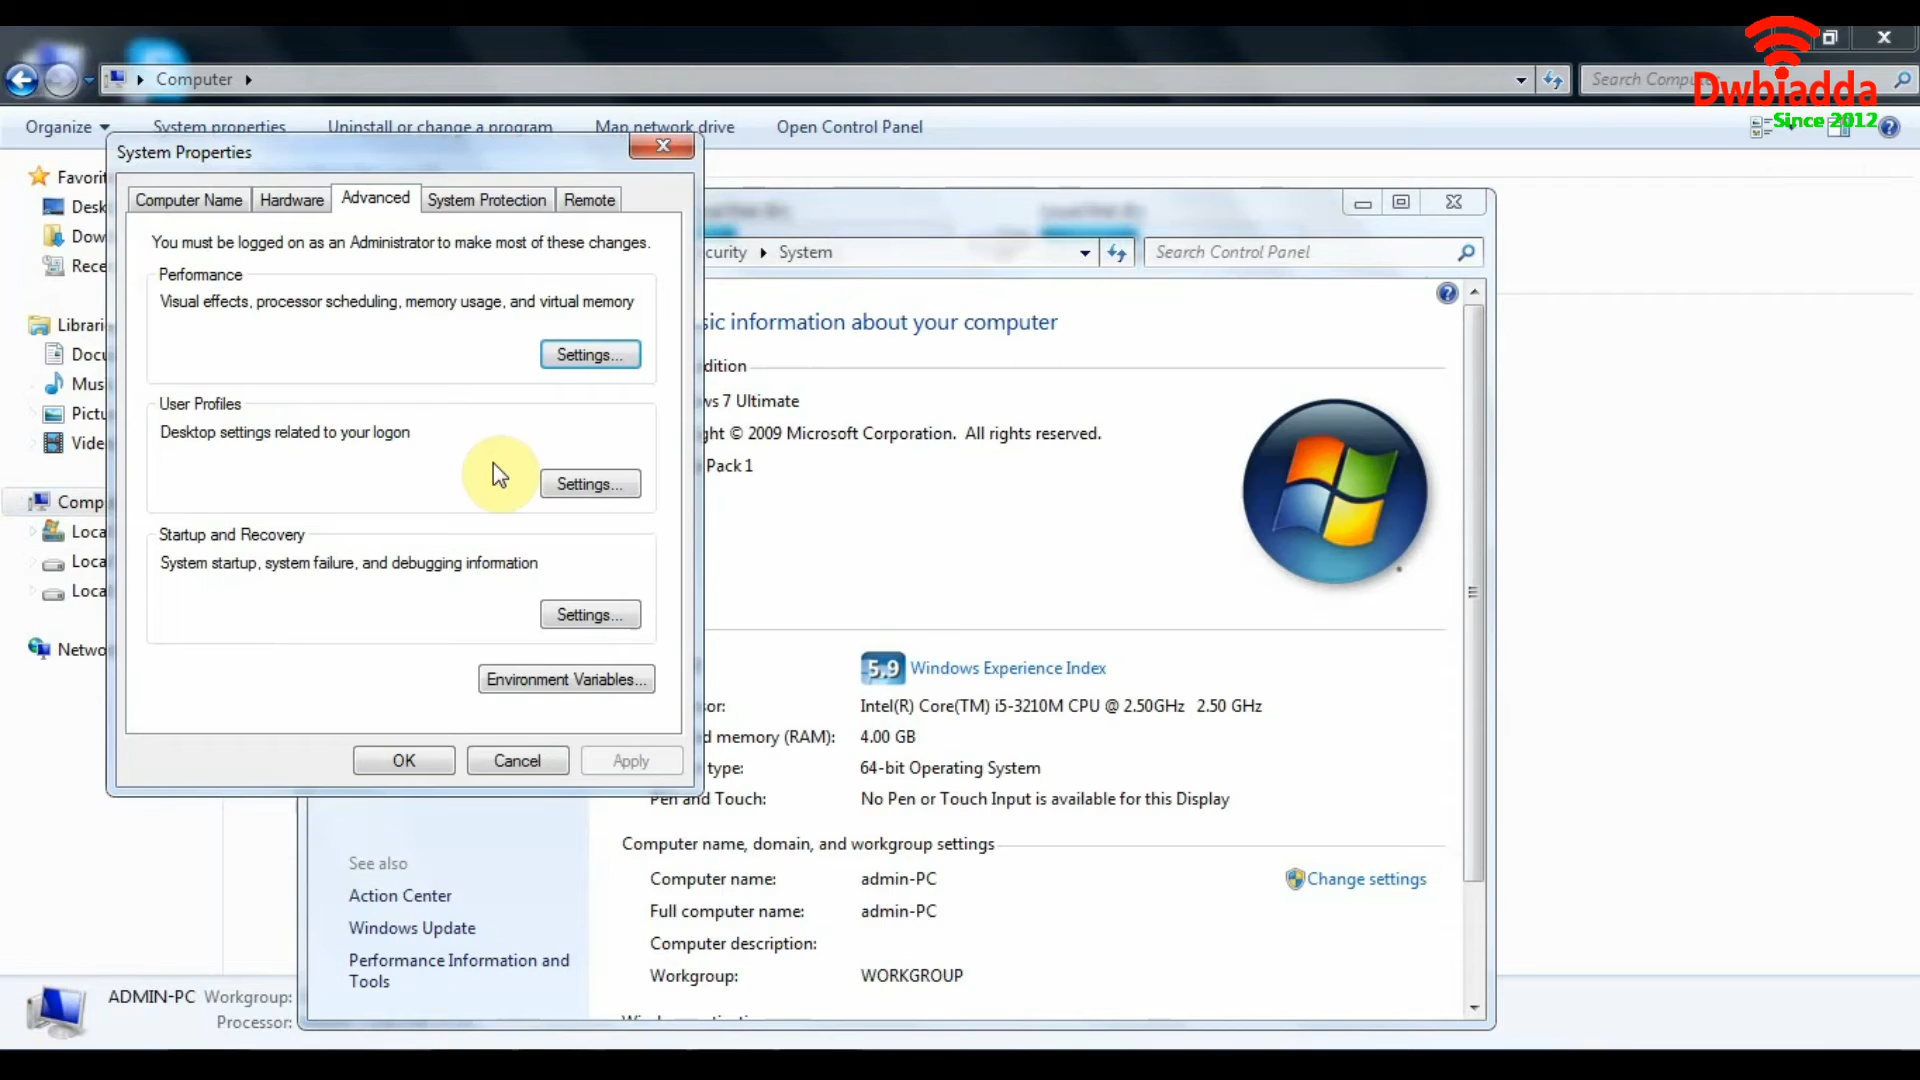 Dwbiadda
Since 2012
Computer
Search Computer
Organize
System properties
Uninstall or change a program
Map network drive
Open Control Panel
System Properties
Computer Name
Hardware
Advanced
System Protection
Remote
You must be logged on as an Administrator to make most of these changes.
Performance
Visual effects, processor scheduling, memory usage, and virtual memory
Settings...
User Profiles
Desktop settings related to your logon
Settings...
Startup and Recovery
System startup, system failure, and debugging information
Settings...
Environment Variables...
OK
Cancel
Apply
Favorit
Desk
Dow
Rece
Librari
Docu
Mus
Pictu
Vide
Comp
Loca
Loca
Loca
Netwo
curity
System
Search Control Panel
sic information about your computer
dition
ws 7 Ultimate
ght © 2009 Microsoft Corporation. All rights reserved.
Pack 1
5,9 Windows Experience Index
or: Intel(R) Core(TM) i5-3210M CPU @ 2.50GHz 2.50 GHz
d memory (RAM): 4.00 GB
type: 64-bit Operating System
Pen and Touch: No Pen or Touch Input is available for this Display
Computer name, domain, and workgroup settings
Computer name: admin-PC
Change settings
Full computer name: admin-PC
Computer description:
Workgroup: WORKGROUP
See also
Action Center
Windows Update
Performance Information and
Tools
ADMIN-PC Workgroup:
Processor: